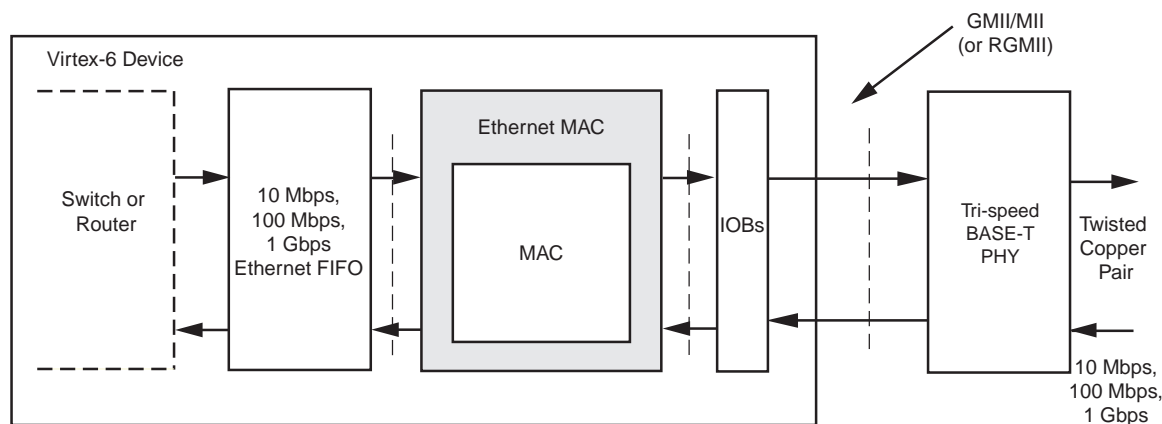 GMII/MII
(or RGMII)
Virtex-6 Device
Switch or
Router
10 Mbps,
100 Mbps,
1 Gbps
Ethernet FIFO
Ethernet MAC
MAC
IOBs
Tri-speed
BASE-T
PHY
Twisted
Copper
Pair
10 Mbps,
100 Mbps,
1 Gbps